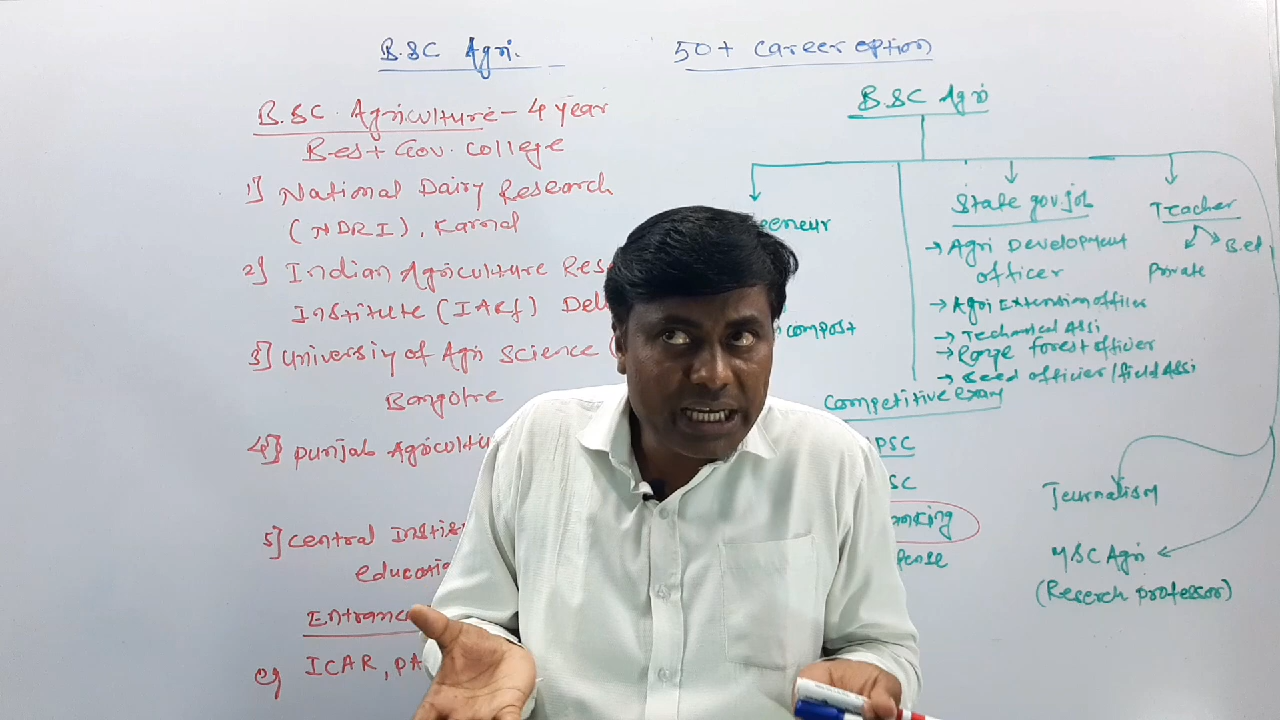 B.SC Agri.
50+ Career option
B.SC. Agriculture - 4 year
Best Gov. college
1] National Dairy Research
(NDRI), Karnal
2] Indian Agriculture Res
Institute (IARI) Del
3] University of Agri Science (
Bangolre
4] Punjab Agricultu
5] Central Instit
educatio
Entranc
eg ICAR, PA
B.SC Agri
eneur
compost
State gov. job
→ Agri Development
officer
→ Agri Extension officer
→ Technical Assi
→ Range forest officer
→ Seed officier / field Assi
Teacher
Private
B.ed
Competitive exam
PSC
SC
nking
fense
Journalism
MSC Agri
(Reserch professor)